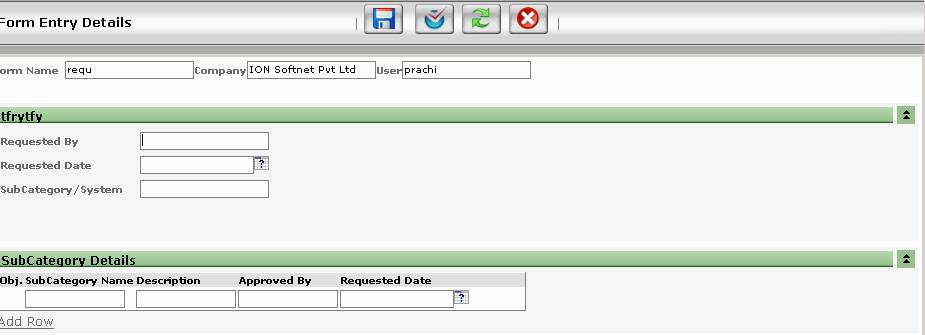 Form Entry Details
orm Name requ Company ION Softnet Pvt Ltd User prachi
tfrytfy
Requested By
Requested Date
SubCategory/System
SubCategory Details
Obj. SubCategory Name Description Approved By Requested Date
Add Row